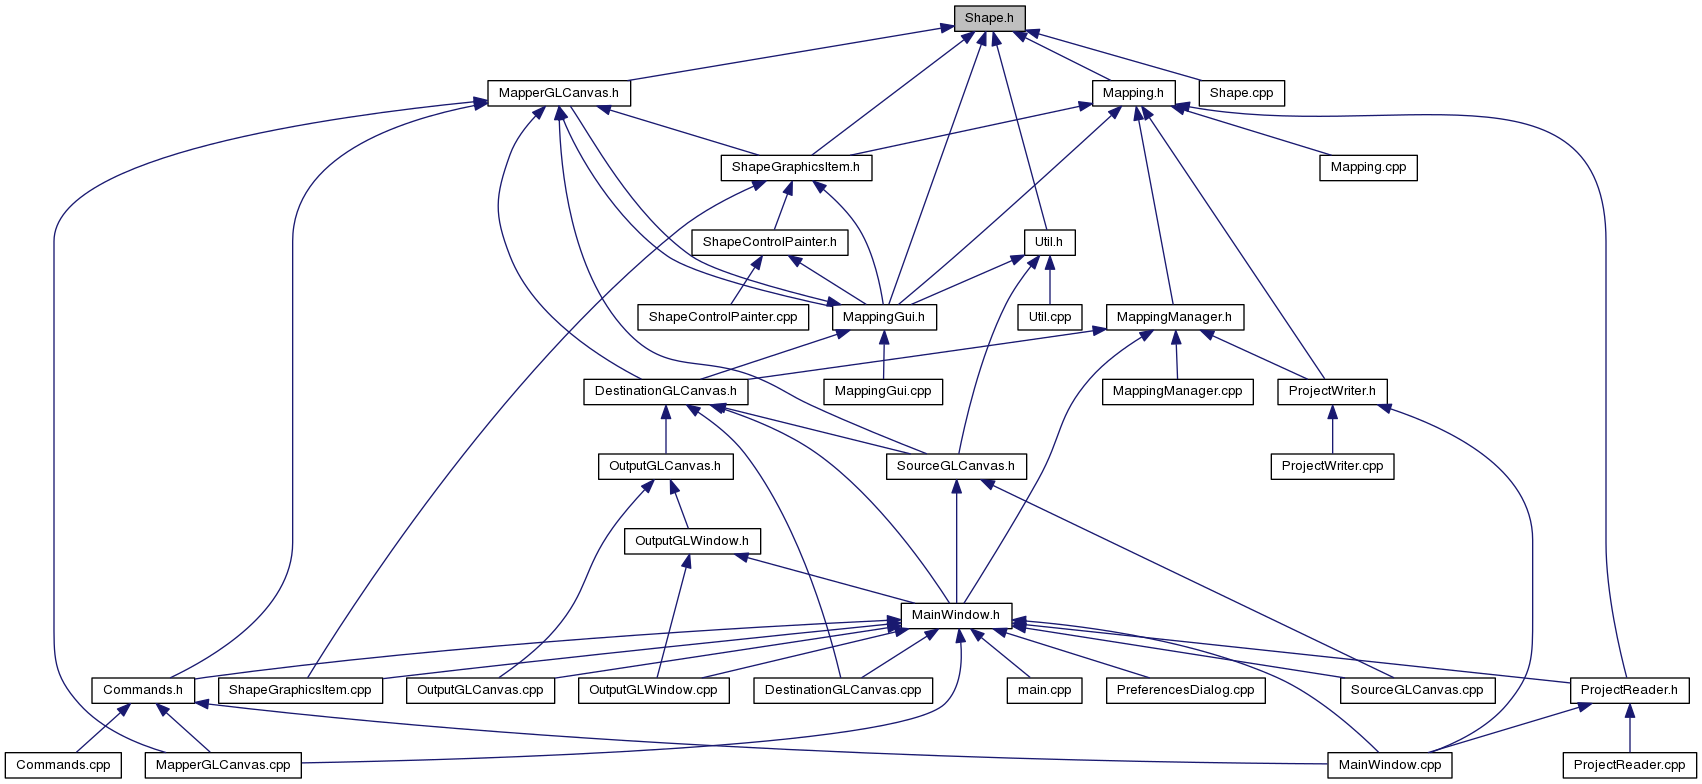 Shape.h
MapperGLCanvas.h
Mapping.h
Shape.cpp
ShapeGraphicsItem.h
Mapping.cpp
ShapeControlPainter.h
Util.h
ShapeControlPainter.cpp
MappingGui.h
Util.cpp
MappingManager.h
DestinationGLCanvas.h
MappingGui.cpp
MappingManager.cpp
ProjectWriter.h
OutputGLCanvas.h
SourceGLCanvas.h
ProjectWriter.cpp
OutputGLWindow.h
MainWindow.h
Commands.h
ShapeGraphicsItem.cpp
OutputGLCanvas.cpp
OutputGLWindow.cpp
DestinationGLCanvas.cpp
main.cpp
PreferencesDialog.cpp
SourceGLCanvas.cpp
ProjectReader.h
Commands.cpp
MapperGLCanvas.cpp
MainWindow.cpp
ProjectReader.cpp